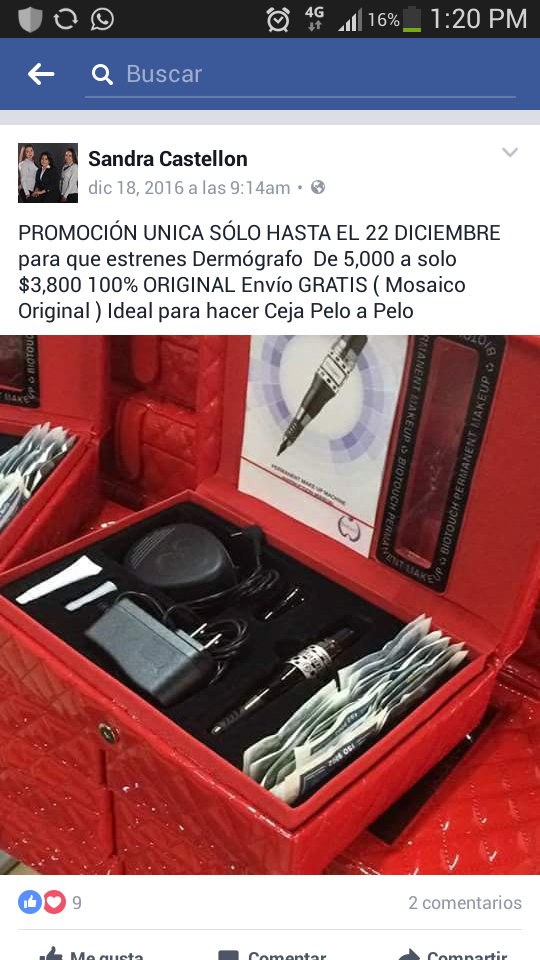 4G
16%
1:20 PM
Buscar
Sandra Castellon
dic 18, 2016 a las 9:14am •
PROMOCIÓN UNICA SÓLO HASTA EL 22 DICIEMBRE
para que estrenes Dermógrafo De 5,000 a solo
$3,800 100% ORIGINAL Envío GRATIS ( Mosaico
Original ) Ideal para hacer Ceja Pelo a Pelo
PERMANENT MAKE UP MACHINE
INSTRUCTION MANUAL
BIOTOUCH PERMANENT MAKEUP
9
2 comentarios
Me gusta
Comentar
Compartir